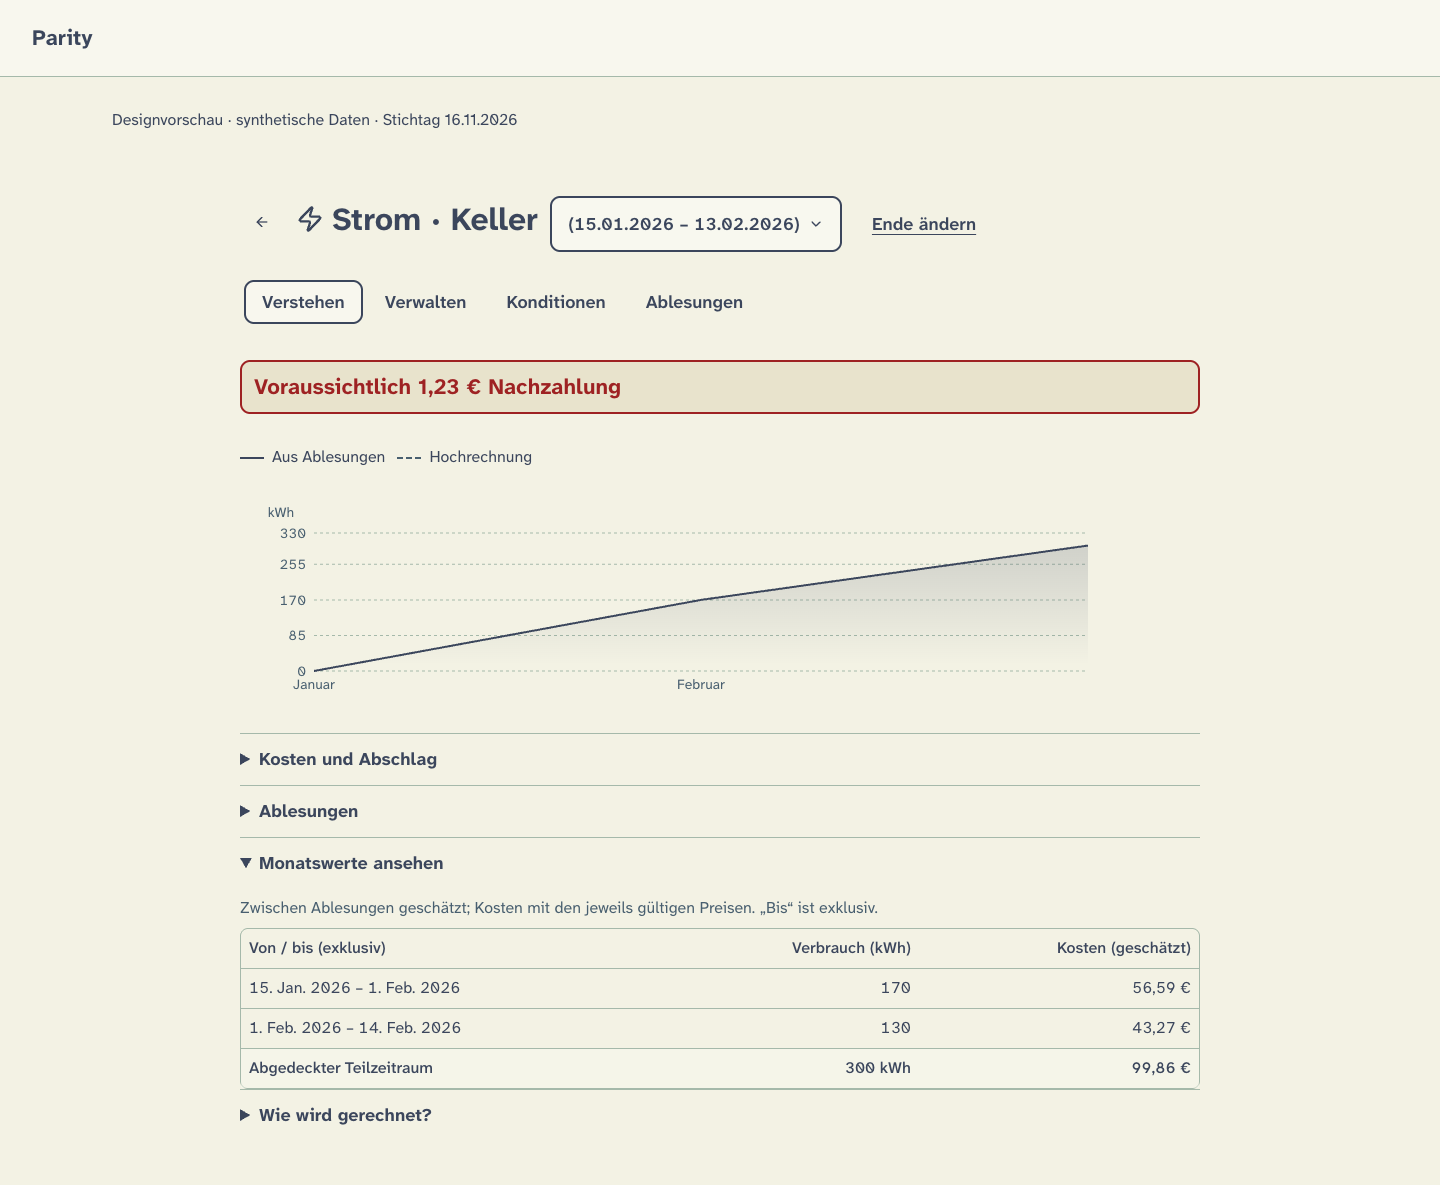 Parity
Designvorschau · synthetische Daten · Stichtag 16.11.2026
Strom · Keller (15.01.2026 – 13.02.2026) Ende ändern
Verstehen Verwalten Konditionen Ablesungen
Voraussichtlich 1,23 € Nachzahlung
Aus Ablesungen Hochrechnung
kWh
330
255
170
85
0
Januar Februar
Kosten und Abschlag
Ablesungen
Monatswerte ansehen
Zwischen Ablesungen geschätzt; Kosten mit den jeweils gültigen Preisen. „Bis“ ist exklusiv.
Von / bis (exklusiv) Verbrauch (kWh) Kosten (geschätzt)
15. Jan. 2026 – 1. Feb. 2026 170 56,59 €
1. Feb. 2026 – 14. Feb. 2026 130 43,27 €
Abgedeckter Teilzeitraum 300 kWh 99,86 €
Wie wird gerechnet?